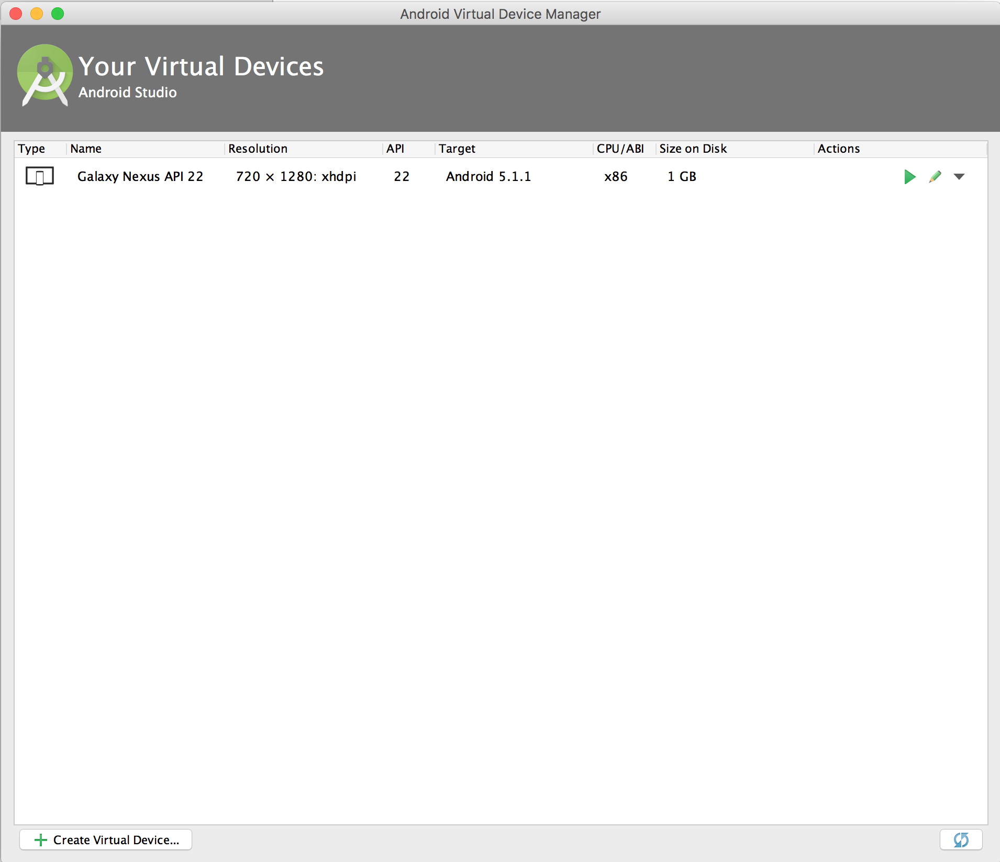 Android Virtual Device Manager
Your Virtual Devices
Android Studio
Type Name Resolution API Target CPU/ABI Size on Disk Actions
Galaxy Nexus API 22 720 × 1280: xhdpi 22 Android 5.1.1 x86 1 GB
Create Virtual Device...